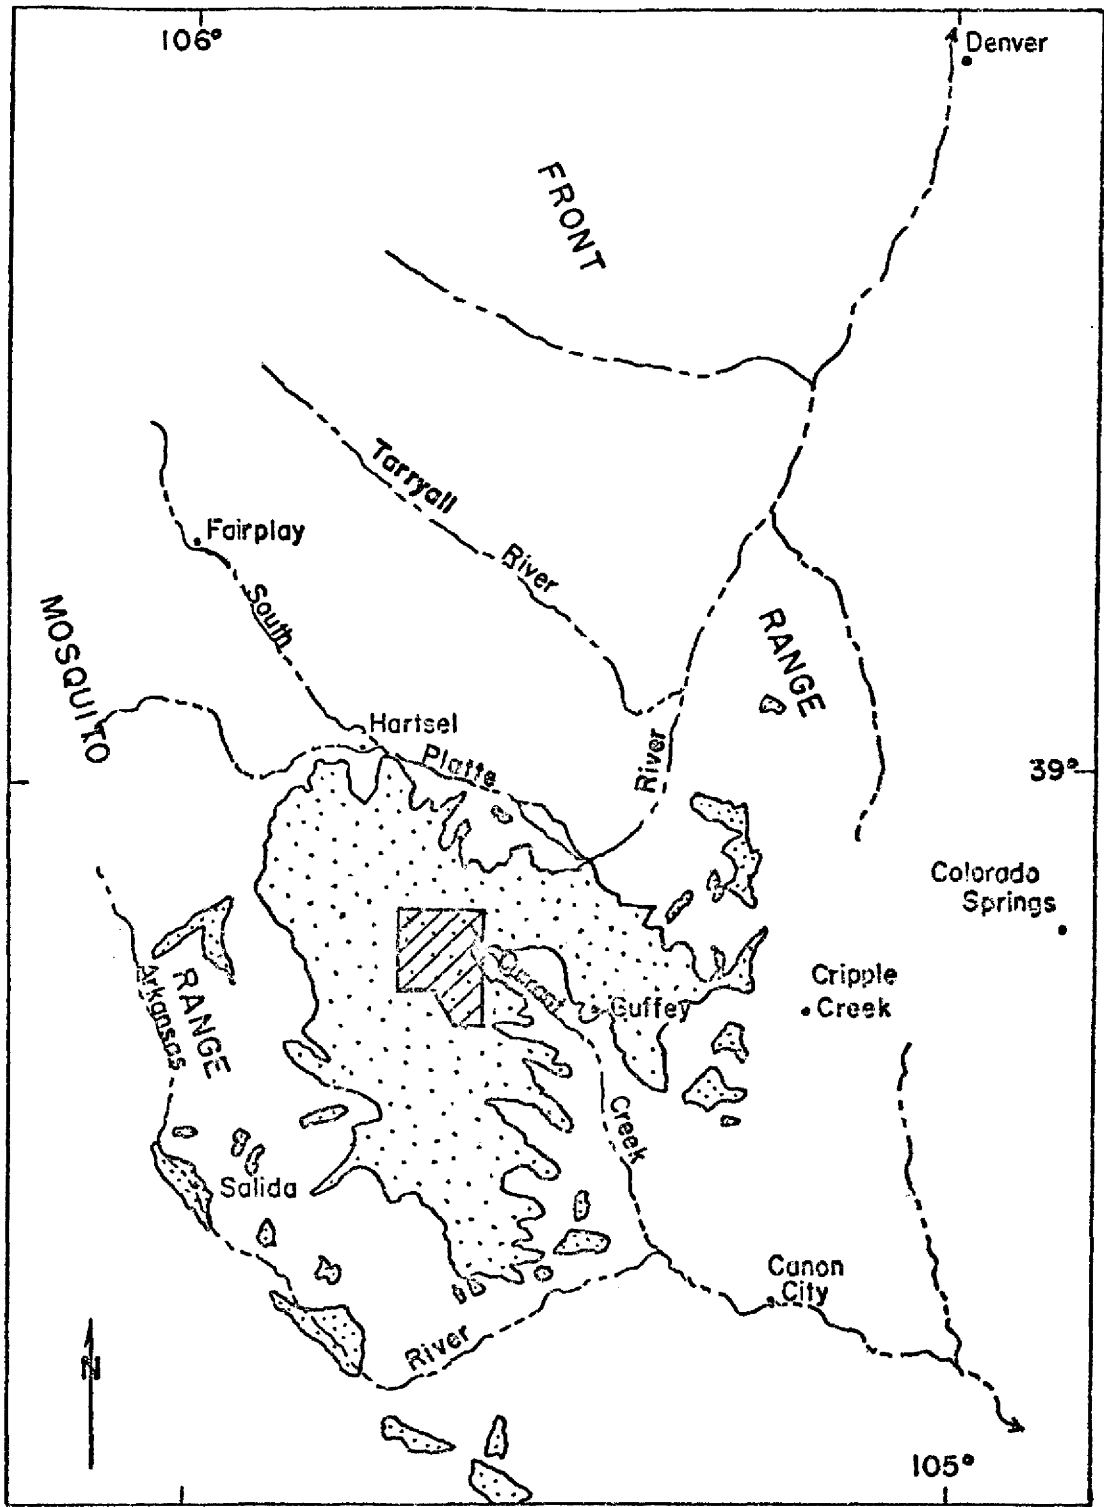 106°
Denver
FRONT
Tarryall
River
Fairplay
South
RANGE
MOSQUITO
Hartsel
Platte
River
39°
Colorado
Springs
Cripple
Creek
Guffey
Arkansas
RANGE
Creek
Salida
Canon
City
River
N
105°